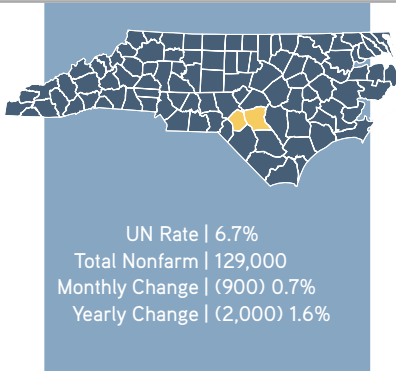 UN Rate | 6.7%
Total Nonfarm | 129,000
Monthly Change | (900) 0.7%
Yearly Change | (2,000) 1.6%